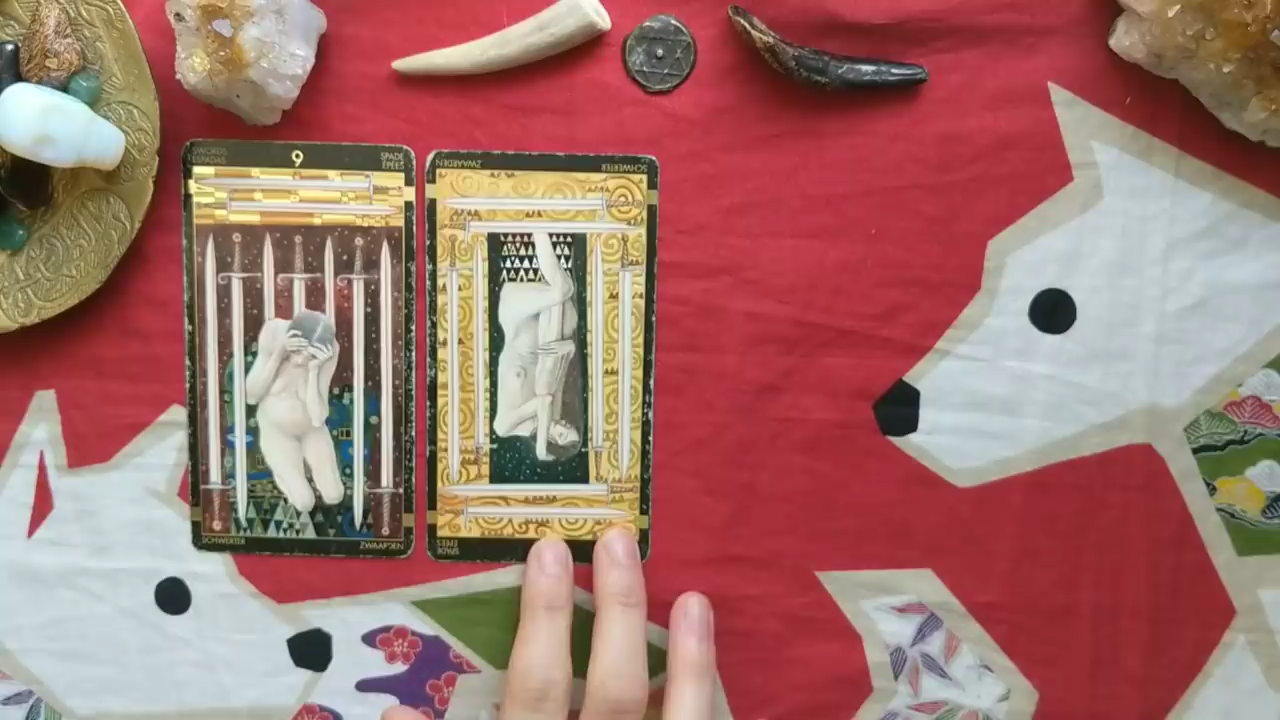 SWORDS
ESPADAS
9
SPADE
ÉPÉES
SCHWERTER
ZWAARDEN
ZWAARDEN
SCHWERTER
SPADE
ÉPÉES